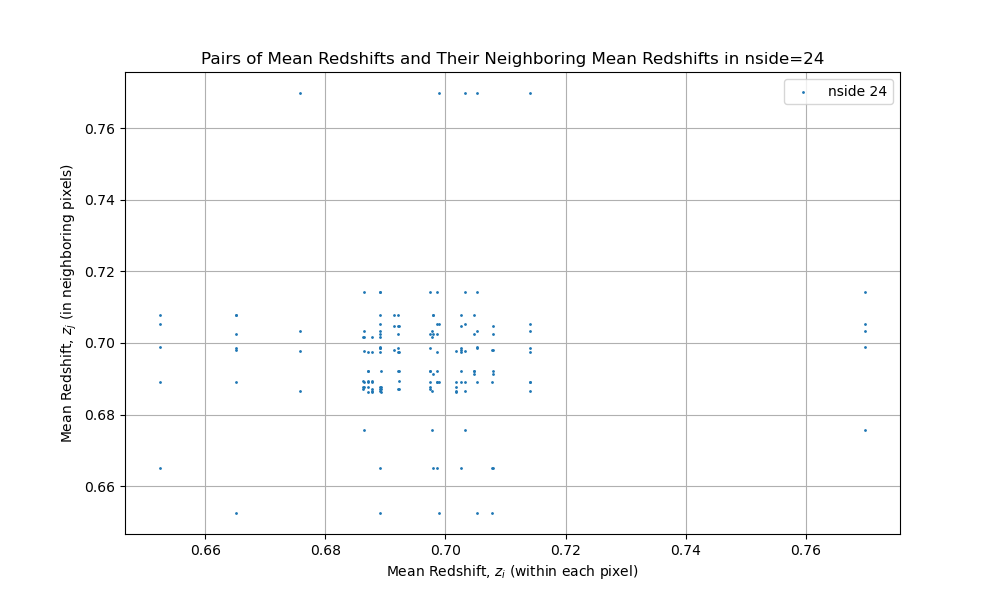 Pairs of Mean Redshifts and Their Neighboring Mean Redshifts in nside=24
nside 24
0.76
0.74
0.72
0.70
0.68
0.66
Mean Redshift, z_j (in neighboring pixels)
0.66 0.68 0.70 0.72 0.74 0.76
Mean Redshift, z_i (within each pixel)